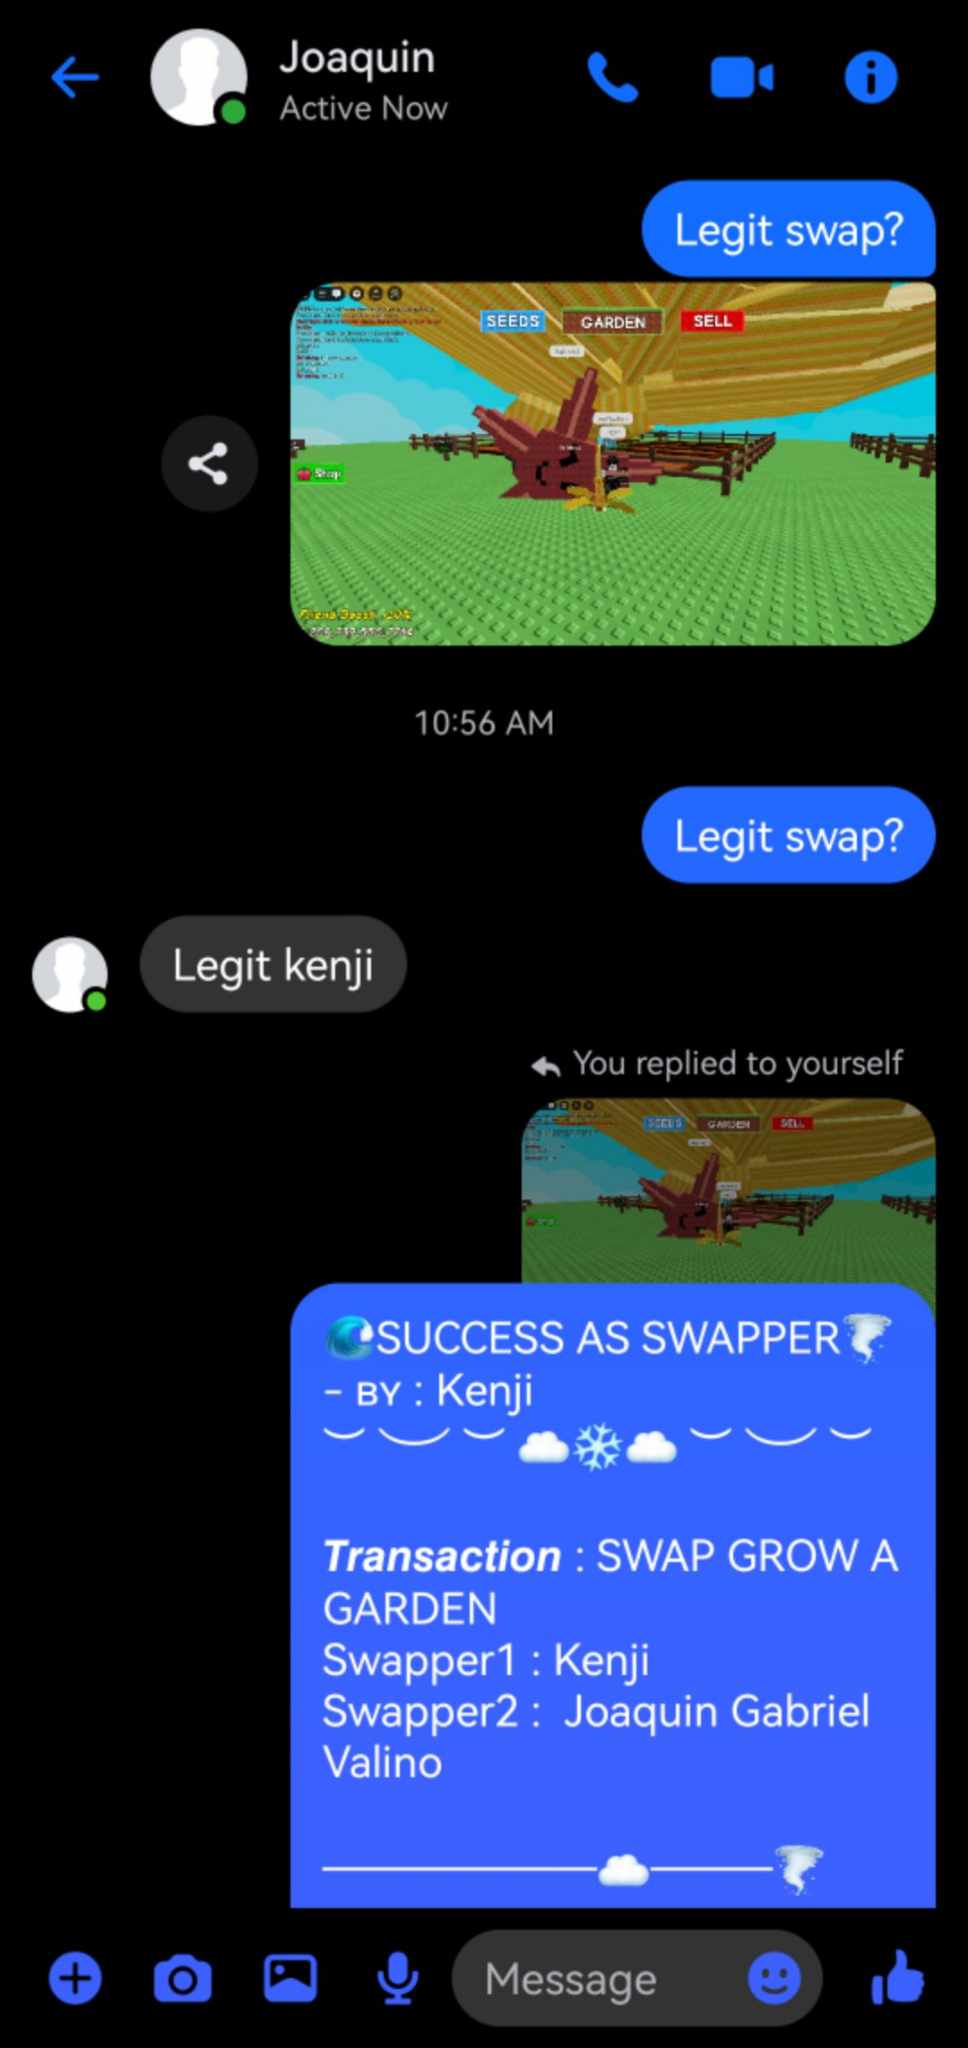 Joaquin
Active Now
Legit swap?
SEEDS
GARDEN
SELL
Shop
10:56 AM
Legit swap?
Legit kenji
You replied to yourself
SEEDS
GARDEN
SELL
🌊SUCCESS AS SWAPPER🌪️
- BY : Kenji
Transaction : SWAP GROW A
GARDEN
Swapper1 : Kenji
Swapper2 : Joaquin Gabriel
Valino
Message